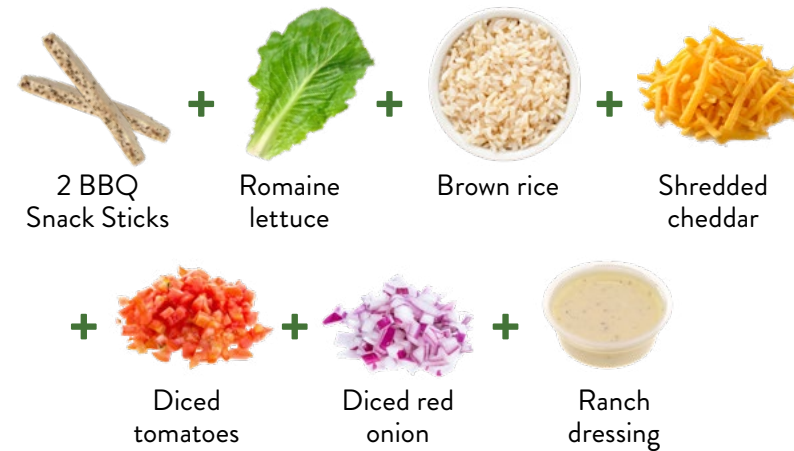 2 BBQ
Snack Sticks
+
Romaine
lettuce
+
Brown rice
+
Shredded
cheddar
+
Diced
tomatoes
+
Diced red
onion
+
Ranch
dressing